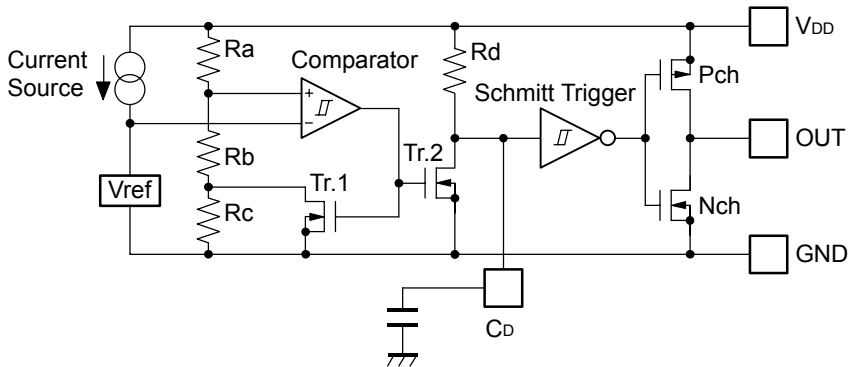 Current
Source
Ra
Comparator
Rd
VDD
Schmitt Trigger
Pch
+
−
Rb
Tr.1
Tr.2
OUT
Vref
Rc
Nch
GND
CD